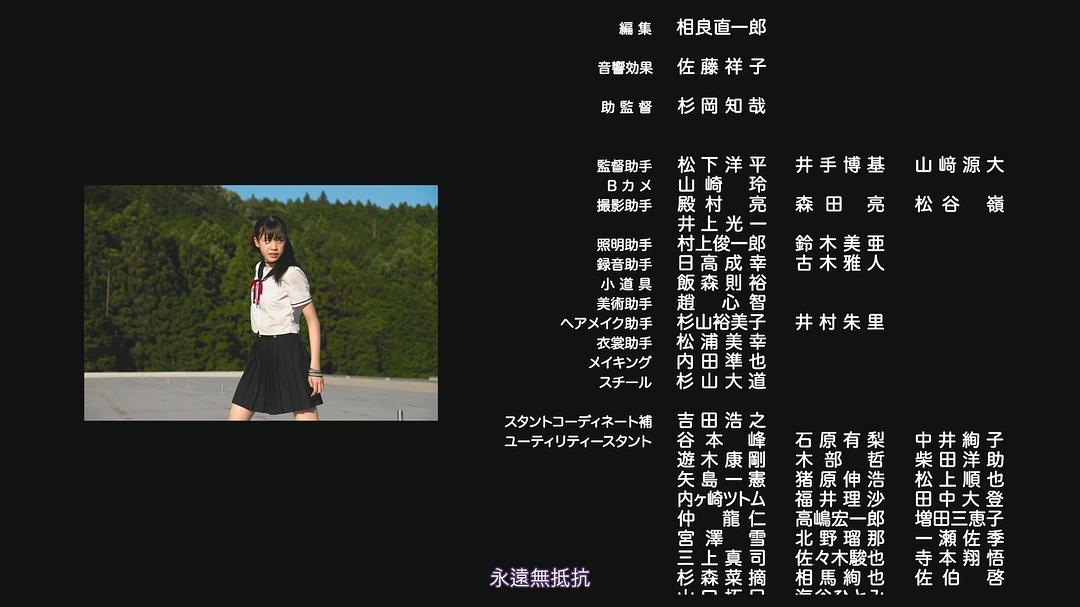 編集 相良直一郎
音響効果 佐藤祥子
助監督 杉岡知哉
監督助手 松下洋平 井手博基 山﨑源大
Bカメ 山崎玲
撮影助手 殿村亮 森田亮 松谷嶺
井上光一
照明助手 村上俊一郎 鈴木美亜
録音助手 日高成幸 古木雅人
小道具 飯森則裕
美術助手 趙心智
ヘアメイク助手 杉山裕美子 井村朱里
衣裳助手 松浦美幸
メイキング 内田準也
スチール 杉山大道
スタントコーディネート補 吉田浩之
ユーティリティースタント 谷本峰 石原有梨 中井絢子
遊木康剛 木部哲 柴田洋助
矢島一憲 猪原伸浩 松上順也
内ヶ崎ツトム 福井理沙 田中大登
仲龍仁 高嶋宏一郎 増田三恵子
宮澤雪 北野瑠那 一瀬佐季
三上真司 佐々木駿也 寺本翔悟
杉森菜摘 相馬絢也 佐伯啓
永遠無抵抗